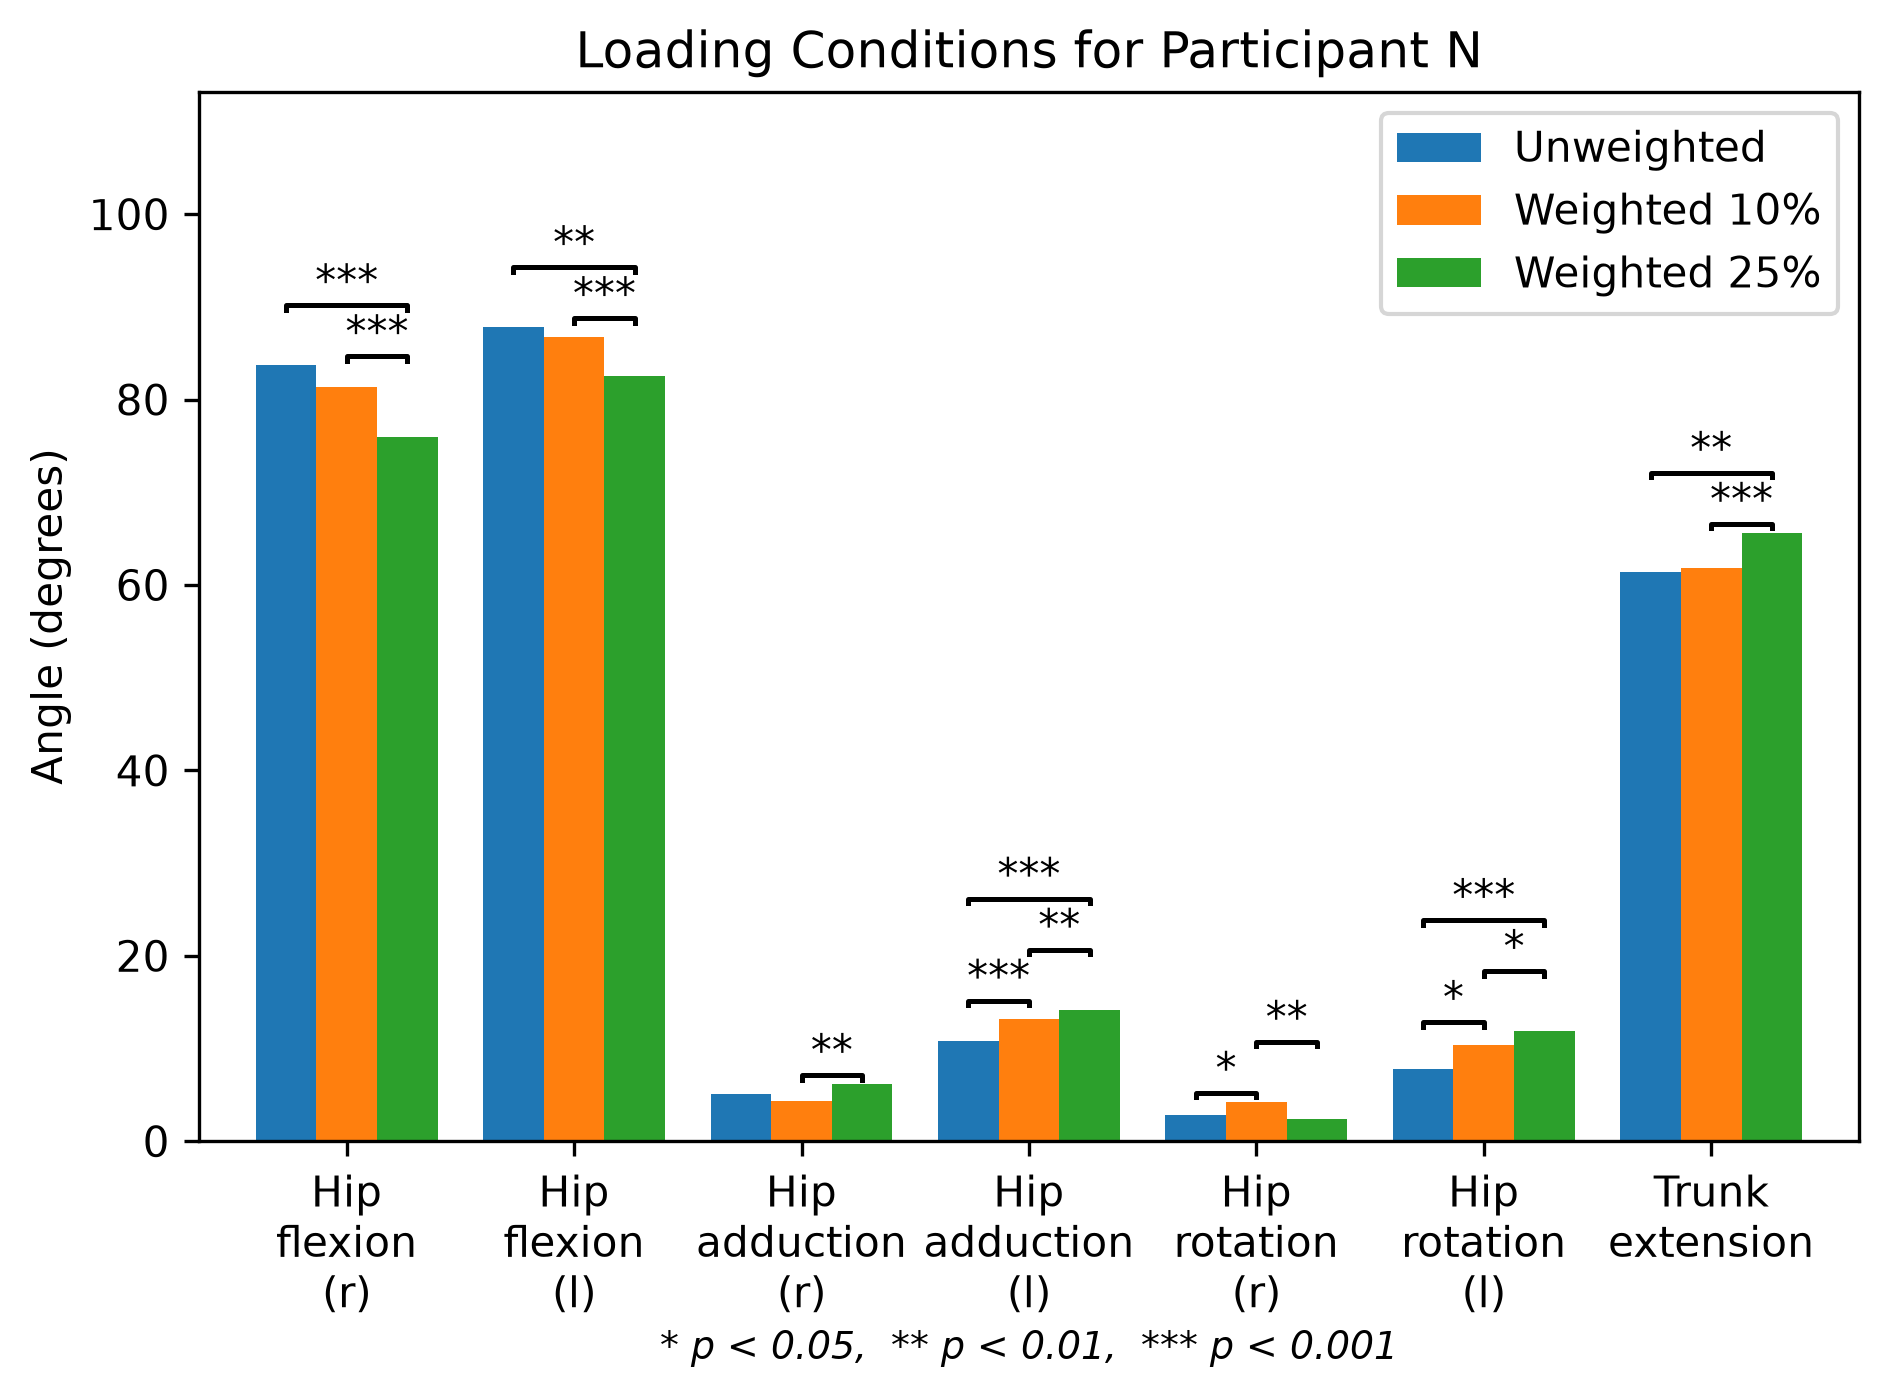 Loading Conditions for Participant N
Unweighted
Weighted 10%
Weighted 25%
Angle (degrees)
100
80
60
40
20
0
***
***
**
***
**
***
**
***
*
**
***
*
*
**
***
Hip flexion (r)
Hip flexion (l)
Hip adduction (r)
Hip adduction (l)
Hip rotation (r)
Hip rotation (l)
Trunk extension
* p < 0.05, ** p < 0.01, *** p < 0.001